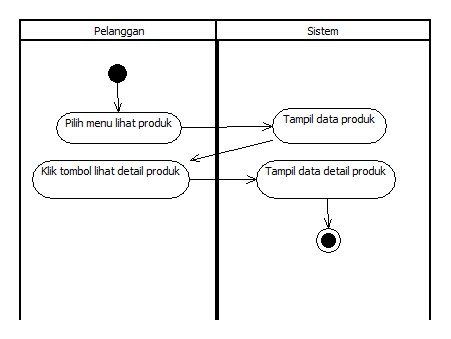 Pelanggan
Sistem
Pilih menu lihat produk
Tampil data produk
Klik tombol lihat detail produk
Tampil data detail produk